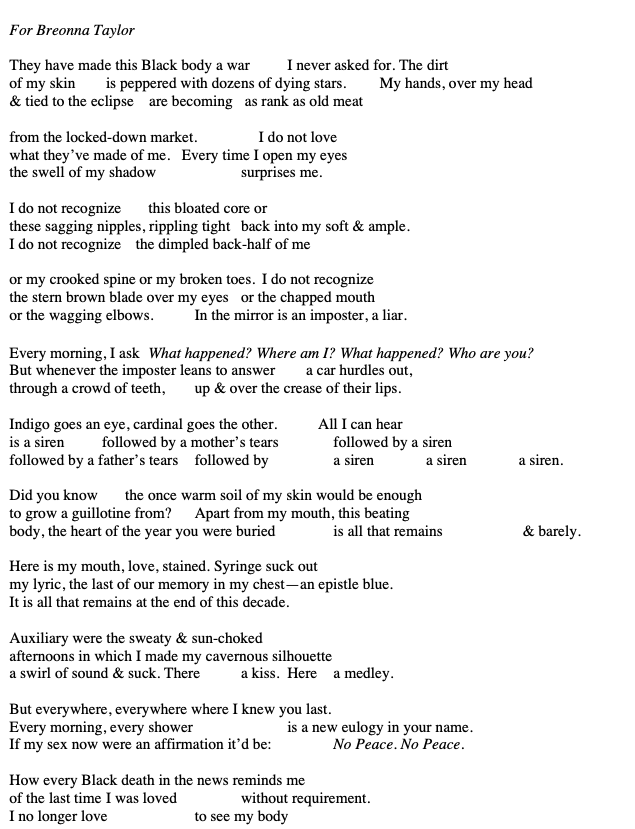 For Breonna Taylor
They have made this Black body a war I never asked for. The dirt
of my skin is peppered with dozens of dying stars. My hands, over my head
& tied to the eclipse are becoming as rank as old meat
from the locked-down market. I do not love
what they've made of me. Every time I open my eyes
the swell of my shadow surprises me.
I do not recognize this bloated core or
these sagging nipples, rippling tight back into my soft & ample.
I do not recognize the dimpled back-half of me
or my crooked spine or my broken toes. I do not recognize
the stern brown blade over my eyes or the chapped mouth
or the wagging elbows. In the mirror is an imposter, a liar.
Every morning, I ask What happened? Where am I? What happened? Who are you?
But whenever the imposter leans to answer a car hurdles out,
through a crowd of teeth, up & over the crease of their lips.
Indigo goes an eye, cardinal goes the other. All I can hear
is a siren followed by a mother's tears followed by a siren
followed by a father's tears followed by a siren a siren a siren.
Did you know the once warm soil of my skin would be enough
to grow a guillotine from? Apart from my mouth, this beating
body, the heart of the year you were buried is all that remains & barely.
Here is my mouth, love, stained. Syringe suck out
my lyric, the last of our memory in my chest—an epistle blue.
It is all that remains at the end of this decade.
Auxiliary were the sweaty & sun-choked
afternoons in which I made my cavernous silhouette
a swirl of sound & suck. There a kiss. Here a medley.
But everywhere, everywhere where I knew you last.
Every morning, every shower is a new eulogy in your name.
If my sex now were an affirmation it'd be: No Peace. No Peace.
How every Black death in the news reminds me
of the last time I was loved without requirement.
I no longer love to see my body